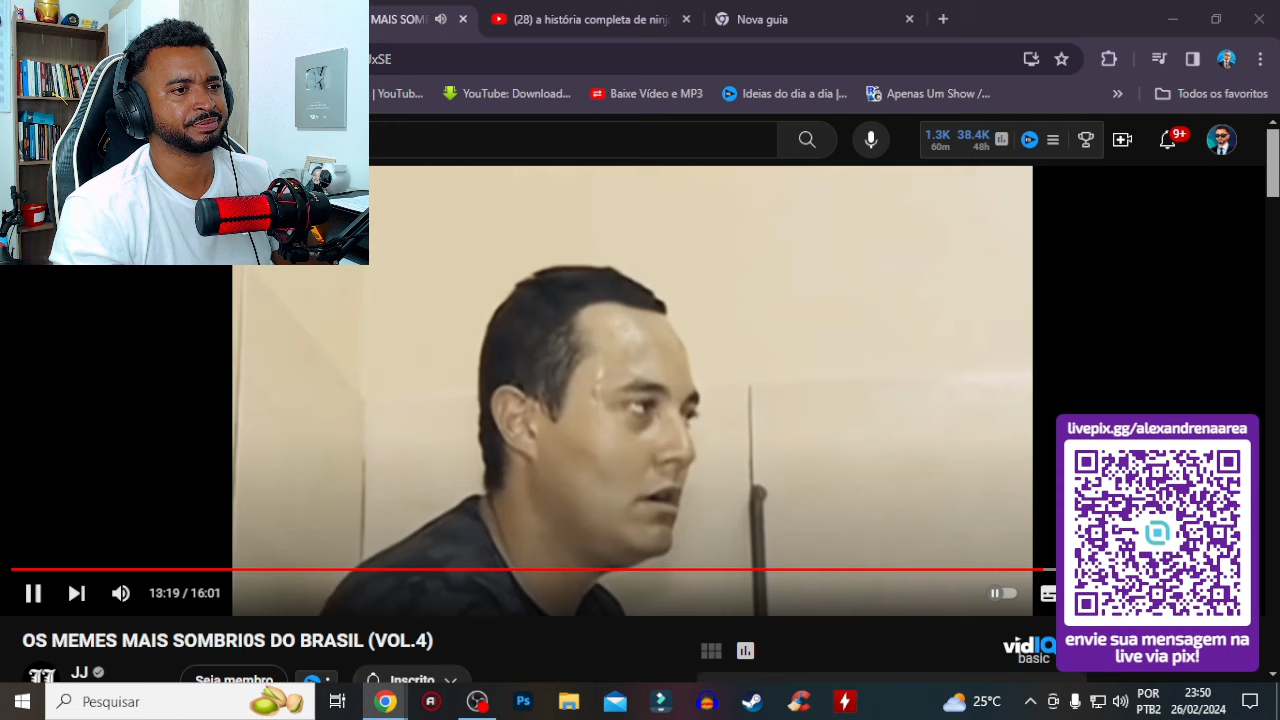 MAIS SOMI
(28) a história completa de ninj
Nova guia
JxSE
| YouTub...
YouTube: Download...
Baixe Vídeo e MP3
Ideias do dia a dia |...
Apenas Um Show /...
»
Todos os favoritos
1.3K 38.4K
60m 48h
9+
livepix.gg/alexandrenaarea
13:19 / 16:01
envie sua mensagem na
live via pix!
OS MEMES MAIS SOMBRI0S DO BRASIL (VOL.4)
vidIQ
basic
JJ
Seja membro
Inscrito
Pesquisar
Ps
25°C
POR
PTB2
23:50
26/02/2024